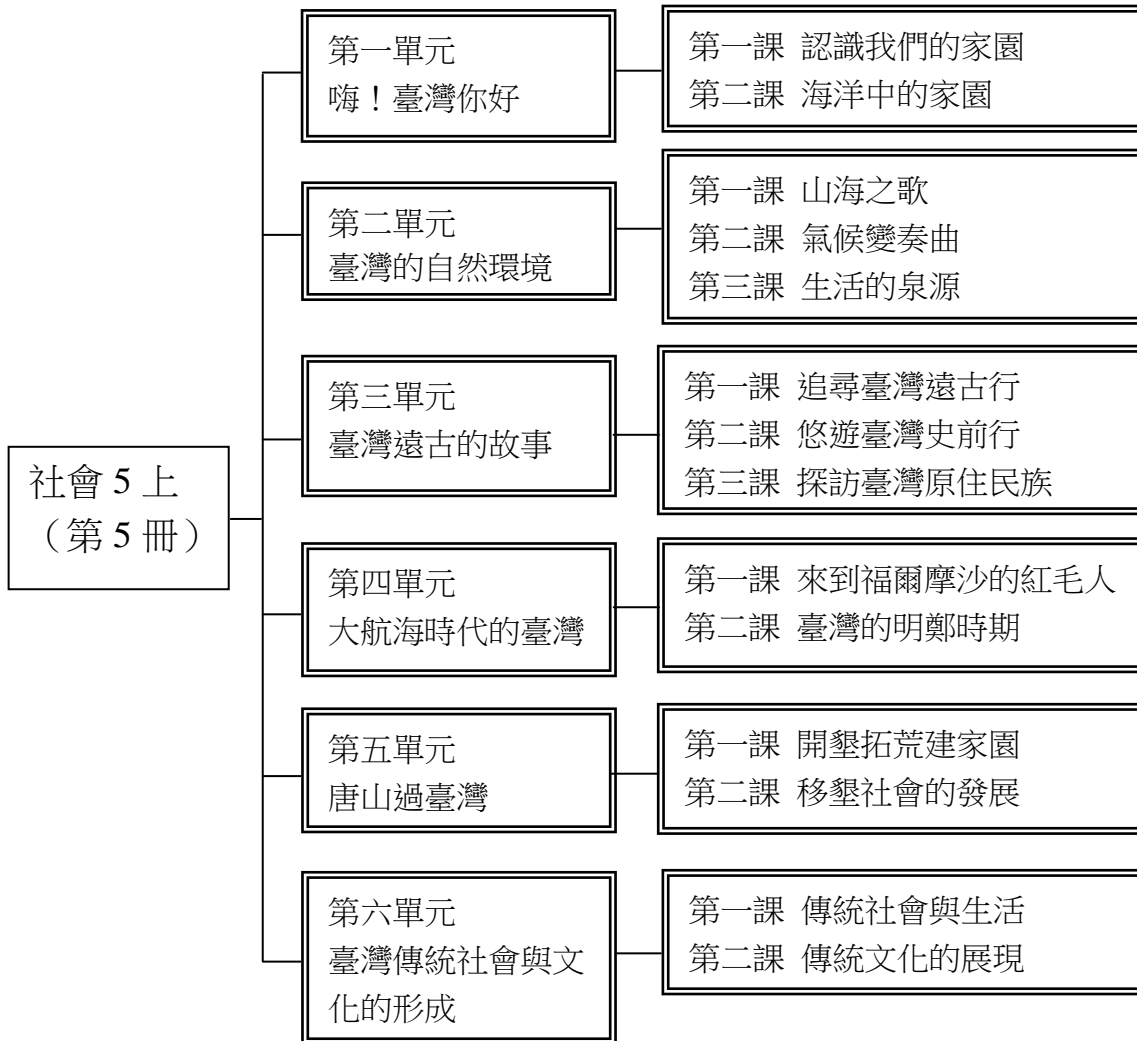 社會 5 上
（第 5 冊）
第一單元
嗨！臺灣你好
第一課 認識我們的家園
第二課 海洋中的家園
第二單元
臺灣的自然環境
第一課 山海之歌
第二課 氣候變奏曲
第三課 生活的泉源
第三單元
臺灣遠古的故事
第一課 追尋臺灣遠古行
第二課 悠遊臺灣史前行
第三課 探訪臺灣原住民族
第四單元
大航海時代的臺灣
第一課 來到福爾摩沙的紅毛人
第二課 臺灣的明鄭時期
第五單元
唐山過臺灣
第一課 開墾拓荒建家園
第二課 移墾社會的發展
第六單元
臺灣傳統社會與文
化的形成
第一課 傳統社會與生活
第二課 傳統文化的展現